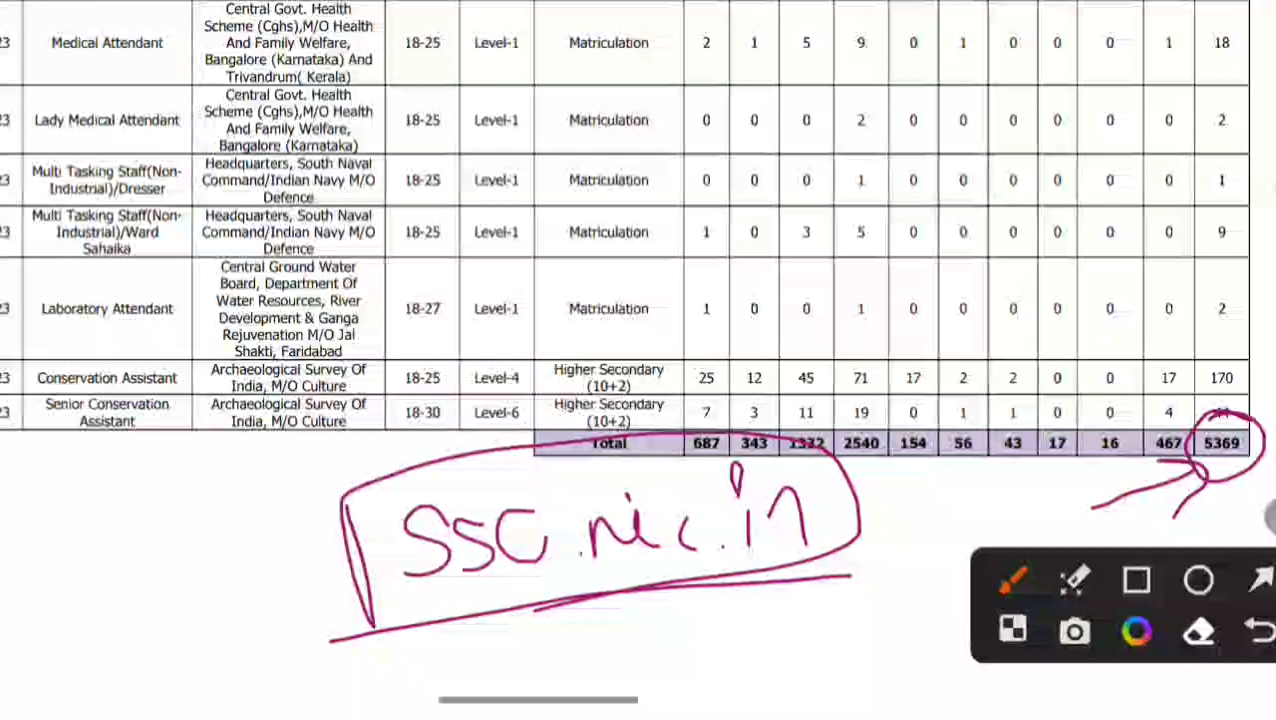 23 Medical Attendant Central Govt. Health Scheme (Cghs),M/O Health And Family Welfare, Bangalore (Karnataka) And Trivandrum( Kerala) 18-25 Level-1 Matriculation 2 1 5 9 0 1 0 0 0 1 18
23 Lady Medical Attendant Central Govt. Health Scheme (Cghs),M/O Health And Family Welfare, Bangalore (Karnataka) 18-25 Level-1 Matriculation 0 0 0 2 0 0 0 0 0 0 2
23 Multi Tasking Staff(Non-Industrial)/Dresser Headquarters, South Naval Command/Indian Navy M/O Defence 18-25 Level-1 Matriculation 0 0 0 1 0 0 0 0 0 0 1
23 Multi Tasking Staff(Non-Industrial)/Ward Sahaika Headquarters, South Naval Command/Indian Navy M/O Defence 18-25 Level-1 Matriculation 1 0 3 5 0 0 0 0 0 0 9
23 Laboratory Attendant Central Ground Water Board, Department Of Water Resources, River Development & Ganga Rejuvenation M/O Jal Shakti, Faridabad 18-27 Level-1 Matriculation 1 0 0 1 0 0 0 0 0 0 2
23 Conservation Assistant Archaeological Survey Of India, M/O Culture 18-25 Level-4 Higher Secondary (10+2) 25 12 45 71 17 2 2 0 0 17 170
23 Senior Conservation Assistant Archaeological Survey Of India, M/O Culture 18-30 Level-6 Higher Secondary (10+2) 7 3 11 19 0 1 1 0 0 4
Total 687 343 1332 2540 154 56 43 17 16 467 5369
SSC.nic.in